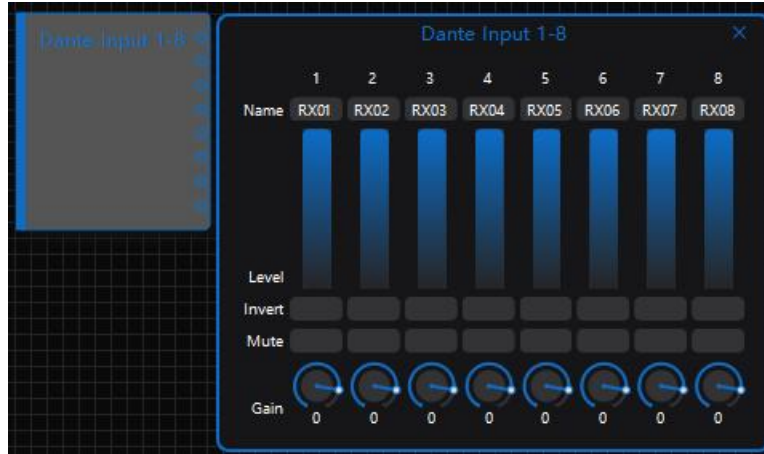 Dante Input 1-8
Dante Input 1-8 ×
1 2 3 4 5 6 7 8
Name RX01 RX02 RX03 RX04 RX05 RX06 RX07 RX08
Level
Invert
Mute
Gain
0 0 0 0 0 0 0 0